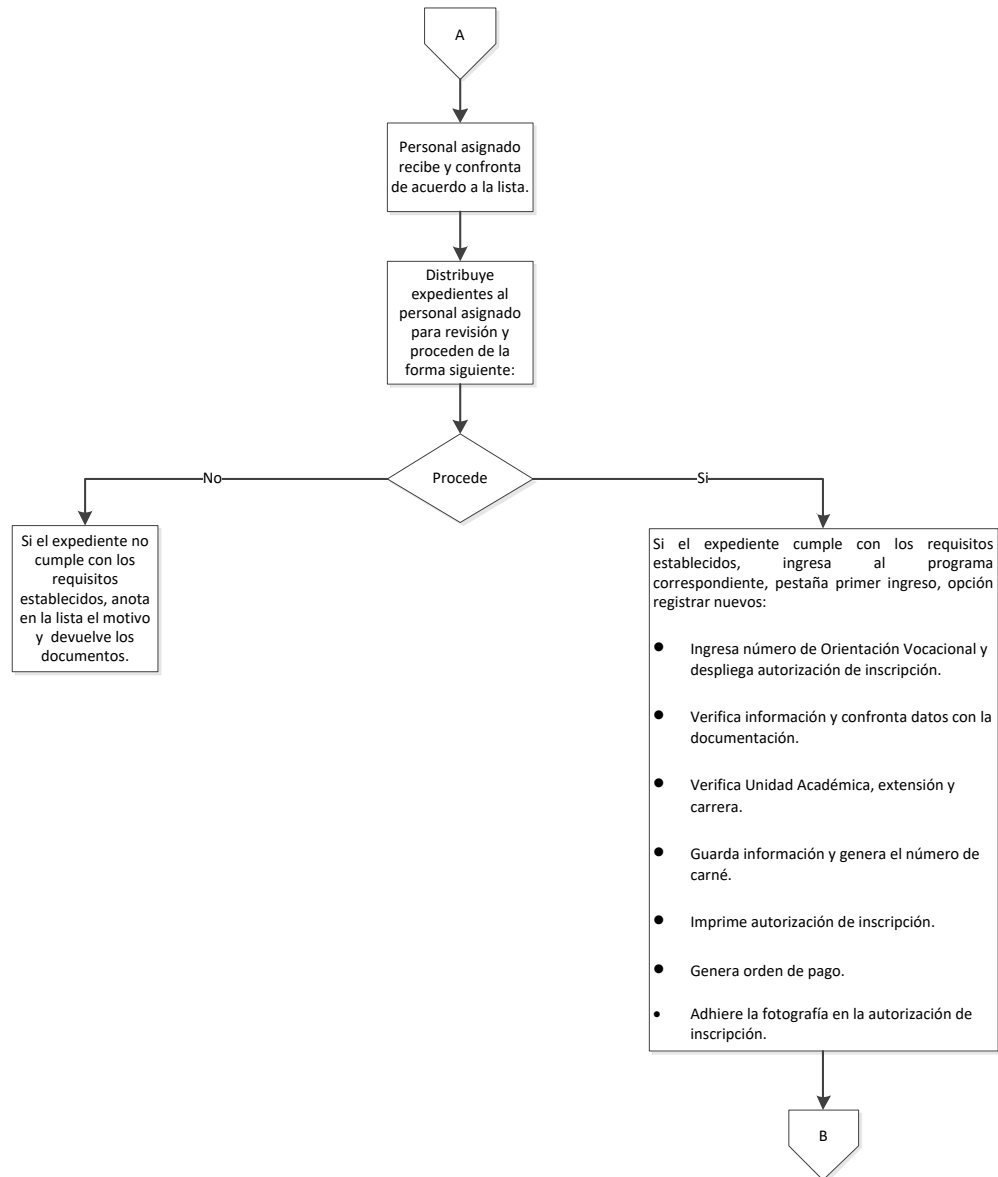 A
Personal asignado
recibe y confronta
de acuerdo a la lista.
Distribuye
expedientes al
personal asignado
para revisión y
proceden de la
forma siguiente:
Procede
No
Si
Si el expediente no
cumple con los
requisitos
establecidos, anota
en la lista el motivo
y devuelve los
documentos.
Si el expediente cumple con los requisitos
establecidos, ingresa al programa
correspondiente, pestaña primer ingreso, opción
registrar nuevos:
● Ingresa número de Orientación Vocacional y
despliega autorización de inscripción.
● Verifica información y confronta datos con la
documentación.
● Verifica Unidad Académica, extensión y
carrera.
● Guarda información y genera el número de
carné.
● Imprime autorización de inscripción.
● Genera orden de pago.
• Adhiere la fotografía en la autorización de
inscripción.
B